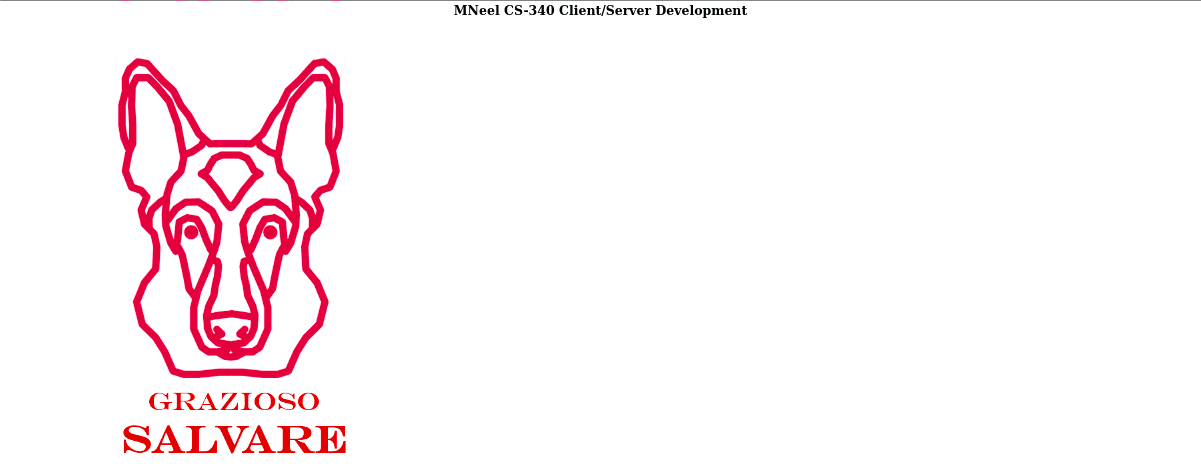 MNeel CS-340 Client/Server Development
GRAZIOSO
SALVARE